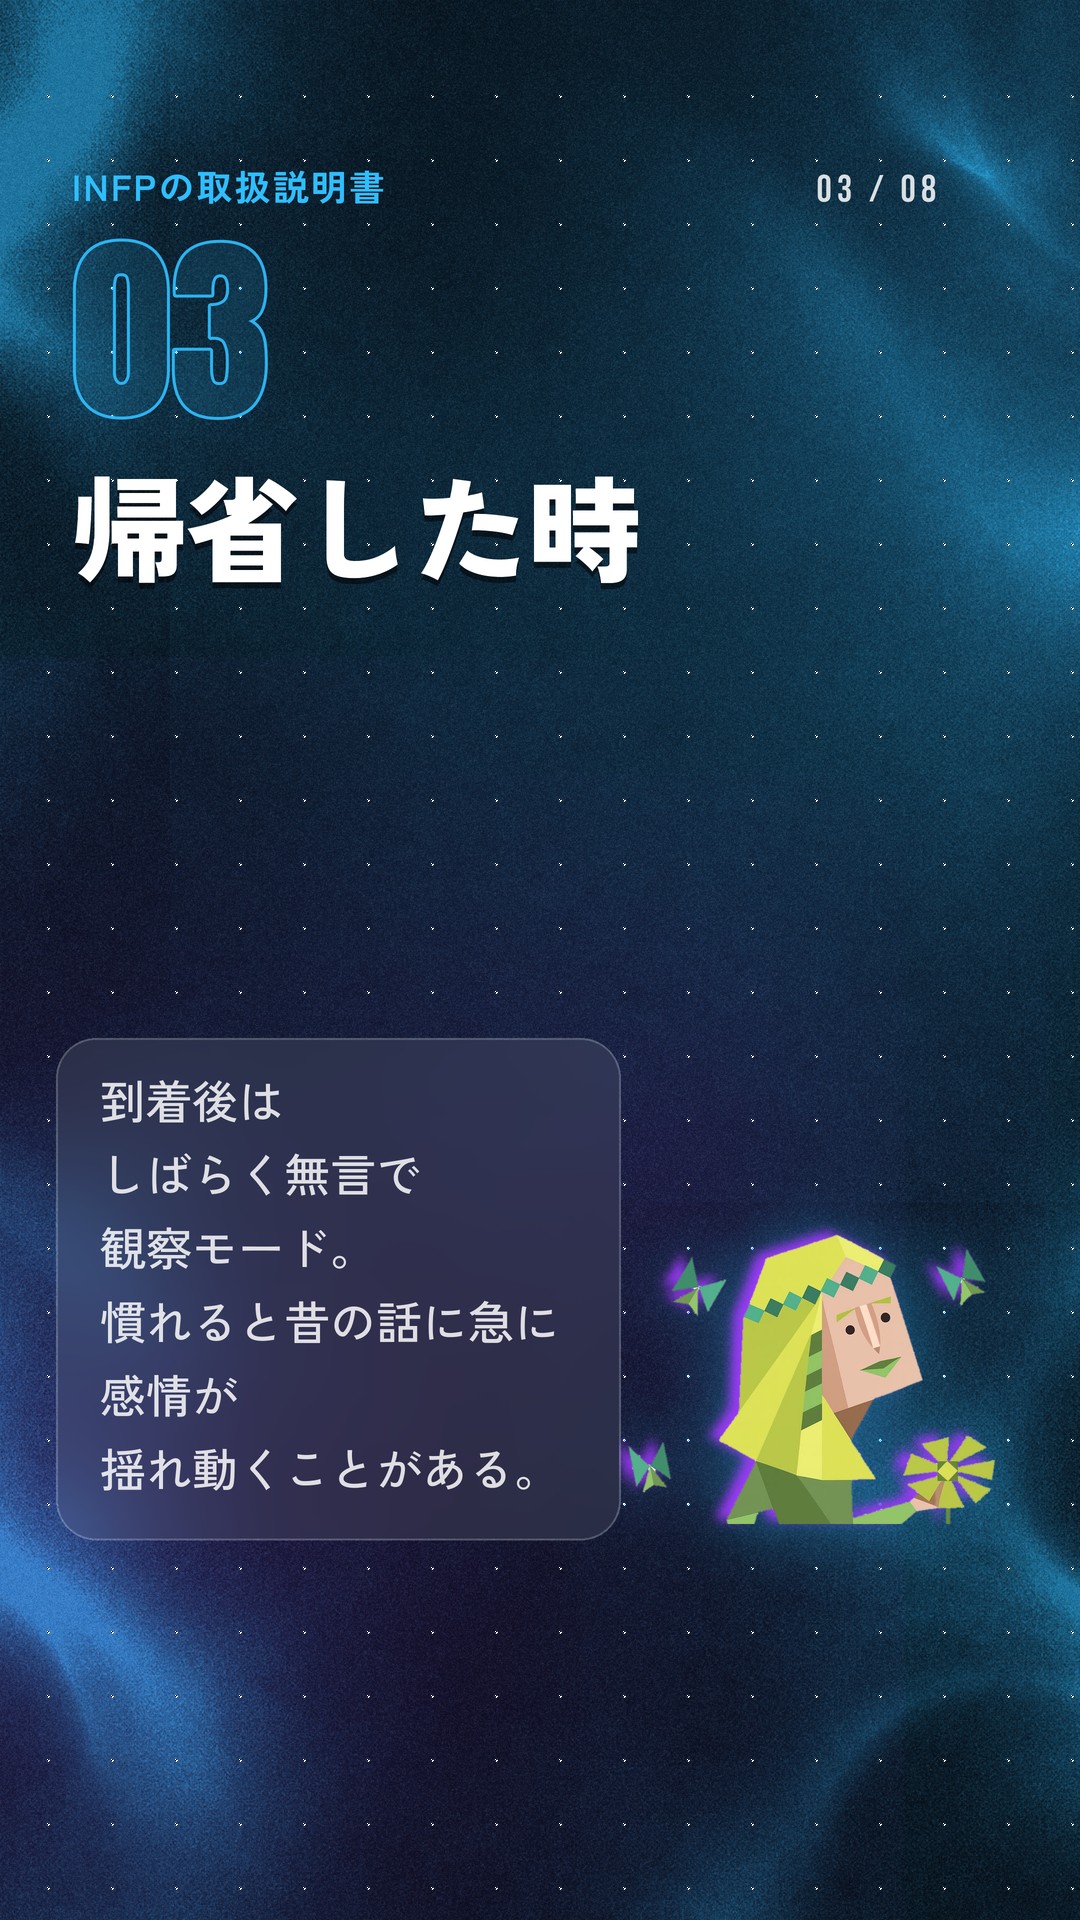 INFPの取扱説明書
03 / 08
03
帰省した時
到着後は
しばらく無言で
観察モード。
慣れると昔の話に急に
感情が
揺れ動くことがある。